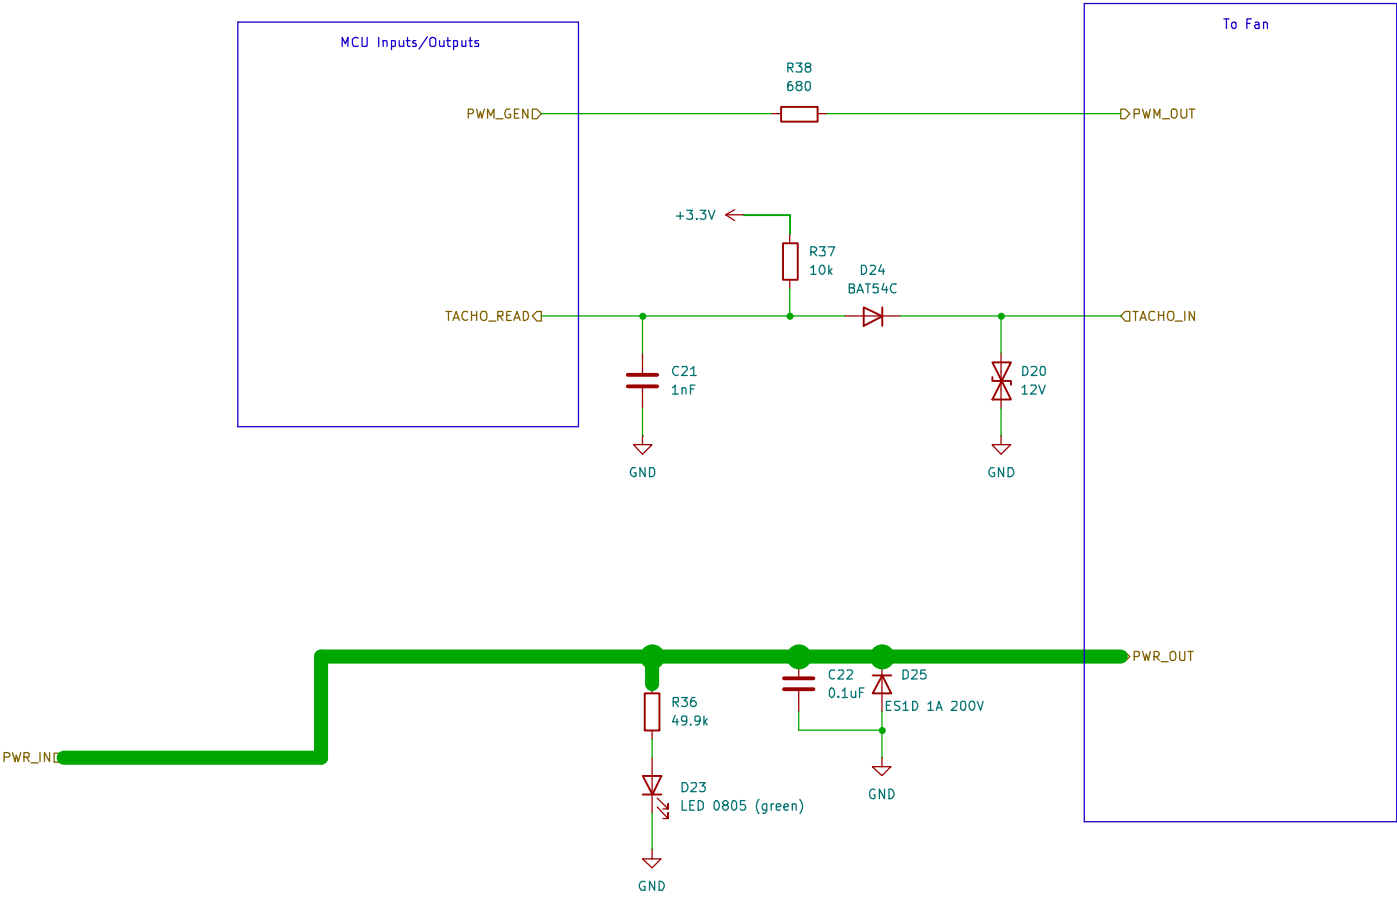 MCU Inputs/Outputs
To Fan
R38
680
PWM_GEN
PWM_OUT
+3.3V
R37
10k
D24
BAT54C
TACHO_READ
TACHO_IN
C21
1nF
D20
12V
GND
GND
PWR_OUT
C22
0.1uF
D25
ES1D 1A 200V
R36
49.9k
PWR_IN
D23
LED 0805 (green)
GND
GND